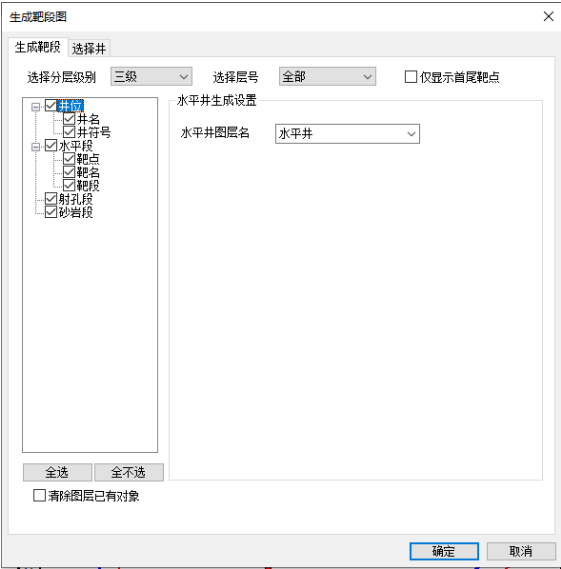 生成靶段图
生成靶段 选择井
选择分层级别 三级 选择层号 全部 仅显示首尾靶点
井位
井名
井符号
水平段
靶点
靶名
靶段
射孔段
砂岩段
水平井生成设置
水平井图层名 水平井
全选 全不选
清除图层已有对象
确定 取消